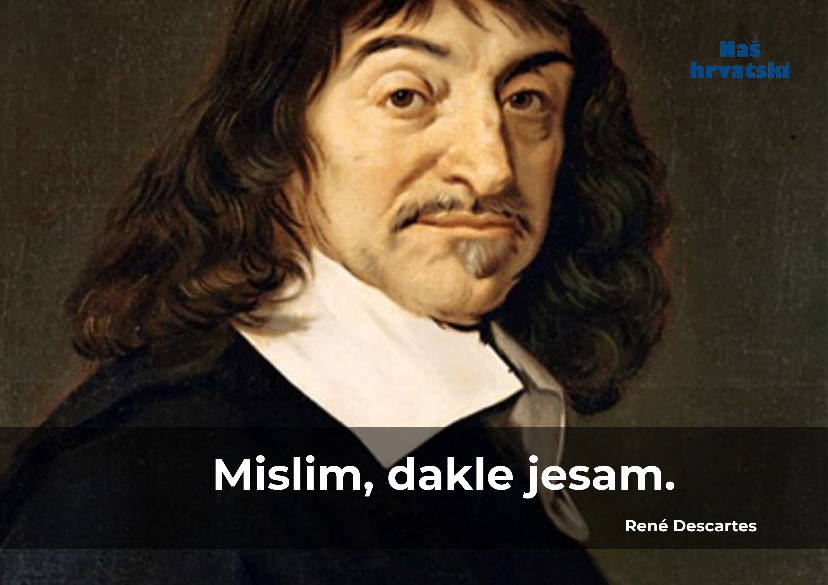 Naš
hrvatski
Mislim, dakle jesam.
René Descartes